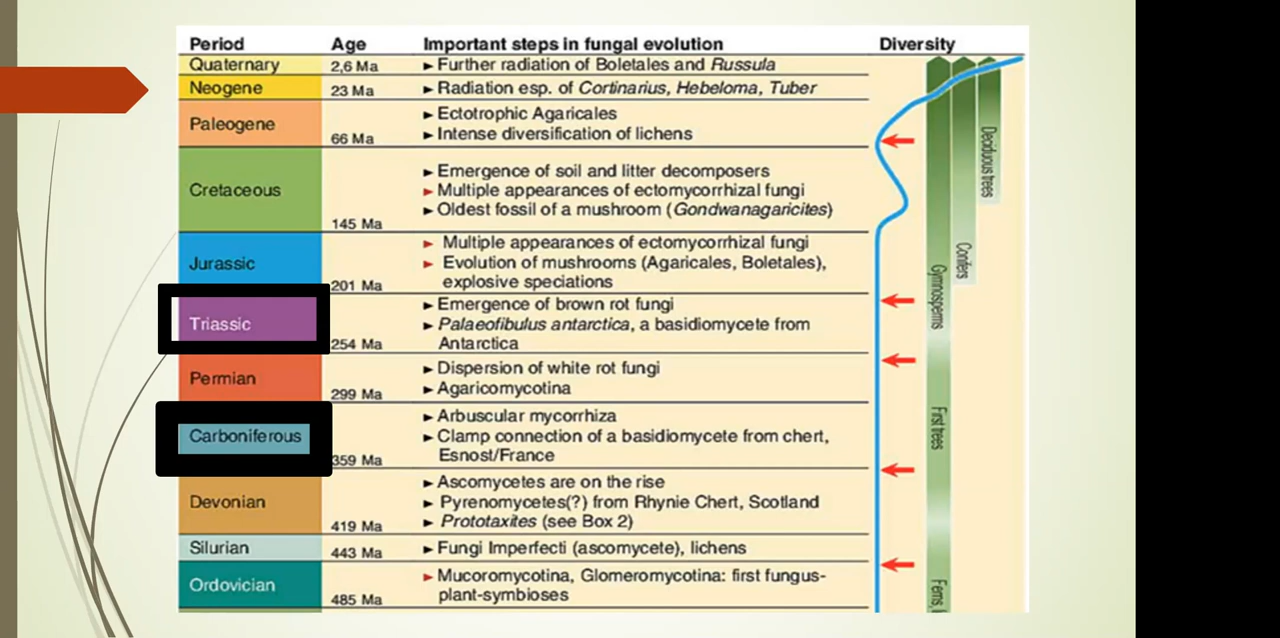 Period Age Important steps in fungal evolution Diversity
Quaternary 2,6 Ma ► Further radiation of Boletales and Russula
Neogene 23 Ma ► Radiation esp. of Cortinarius, Hebeloma, Tuber
Paleogene 66 Ma ► Ectotrophic Agaricales
► Intense diversification of lichens
Cretaceous 145 Ma ► Emergence of soil and litter decomposers
► Multiple appearances of ectomycorrhizal fungi
► Oldest fossil of a mushroom (Gondwanagaricites)
Jurassic 201 Ma ► Multiple appearances of ectomycorrhizal fungi
► Evolution of mushrooms (Agaricales, Boletales),
explosive speciations
Triassic 254 Ma ► Emergence of brown rot fungi
► Palaeofibulus antarctica, a basidiomycete from
Antarctica
Permian 299 Ma ► Dispersion of white rot fungi
► Agaricomycotina
Carboniferous 359 Ma ► Arbuscular mycorrhiza
► Clamp connection of a basidiomycete from chert,
Esnost/France
Devonian 419 Ma ► Ascomycetes are on the rise
► Pyrenomycetes(?) from Rhynie Chert, Scotland
► Prototaxites (see Box 2)
Silurian 443 Ma ► Fungi Imperfecti (ascomycete), lichens
Ordovician 485 Ma ► Mucoromycotina, Glomeromycotina: first fungus-
plant-symbioses
Deciduous trees
Conifers
Gymnosperms
First trees
Ferns,